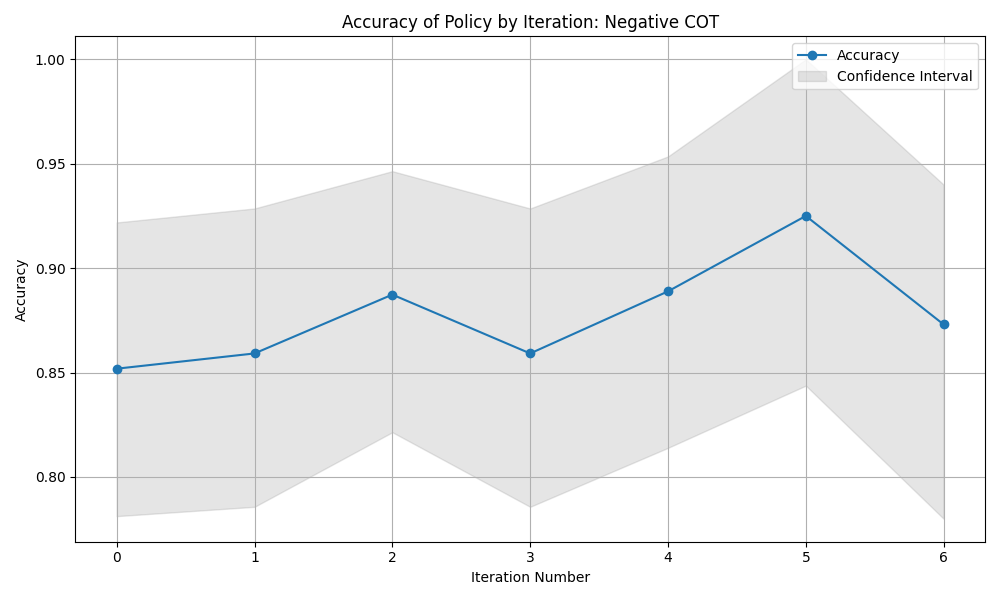 Accuracy of Policy by Iteration: Negative COT
Accuracy
Confidence Interval
1.00
0.95
0.90
0.85
0.80
Accuracy
0 1 2 3 4 5 6
Iteration Number